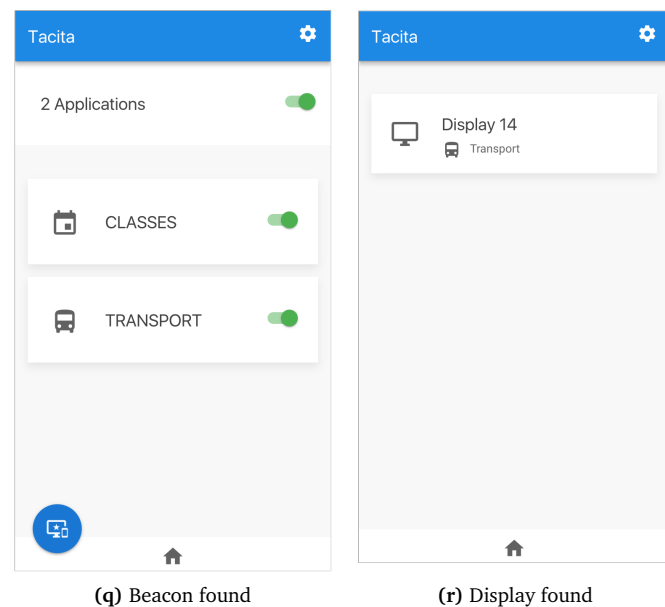 Tacita
2 Applications
CLASSES
TRANSPORT
(q) Beacon found
Tacita
Display 14
Transport
(r) Display found